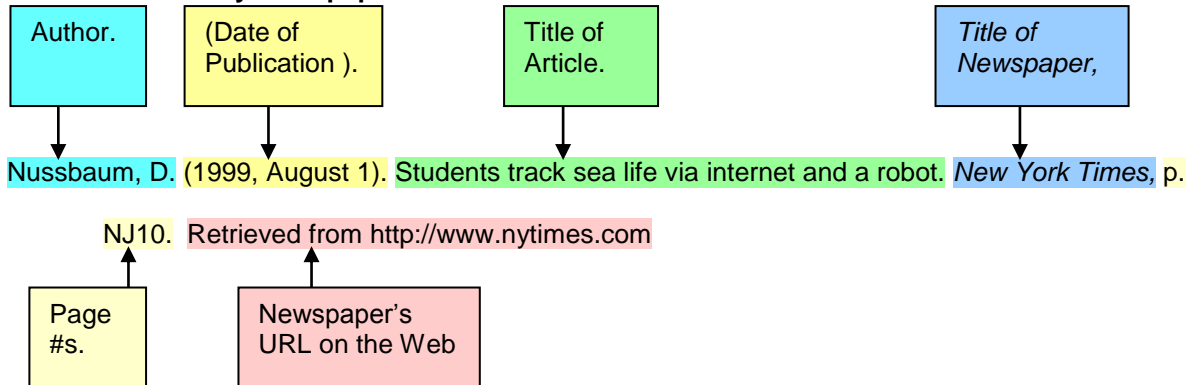 Author.
(Date of
Publication ).
Title of
Article.
Title of
Newspaper,
Nussbaum, D. (1999, August 1). Students track sea life via internet and a robot. New York Times, p.
NJ10. Retrieved from http://www.nytimes.com
Page
#s.
Newspaper's
URL on the Web